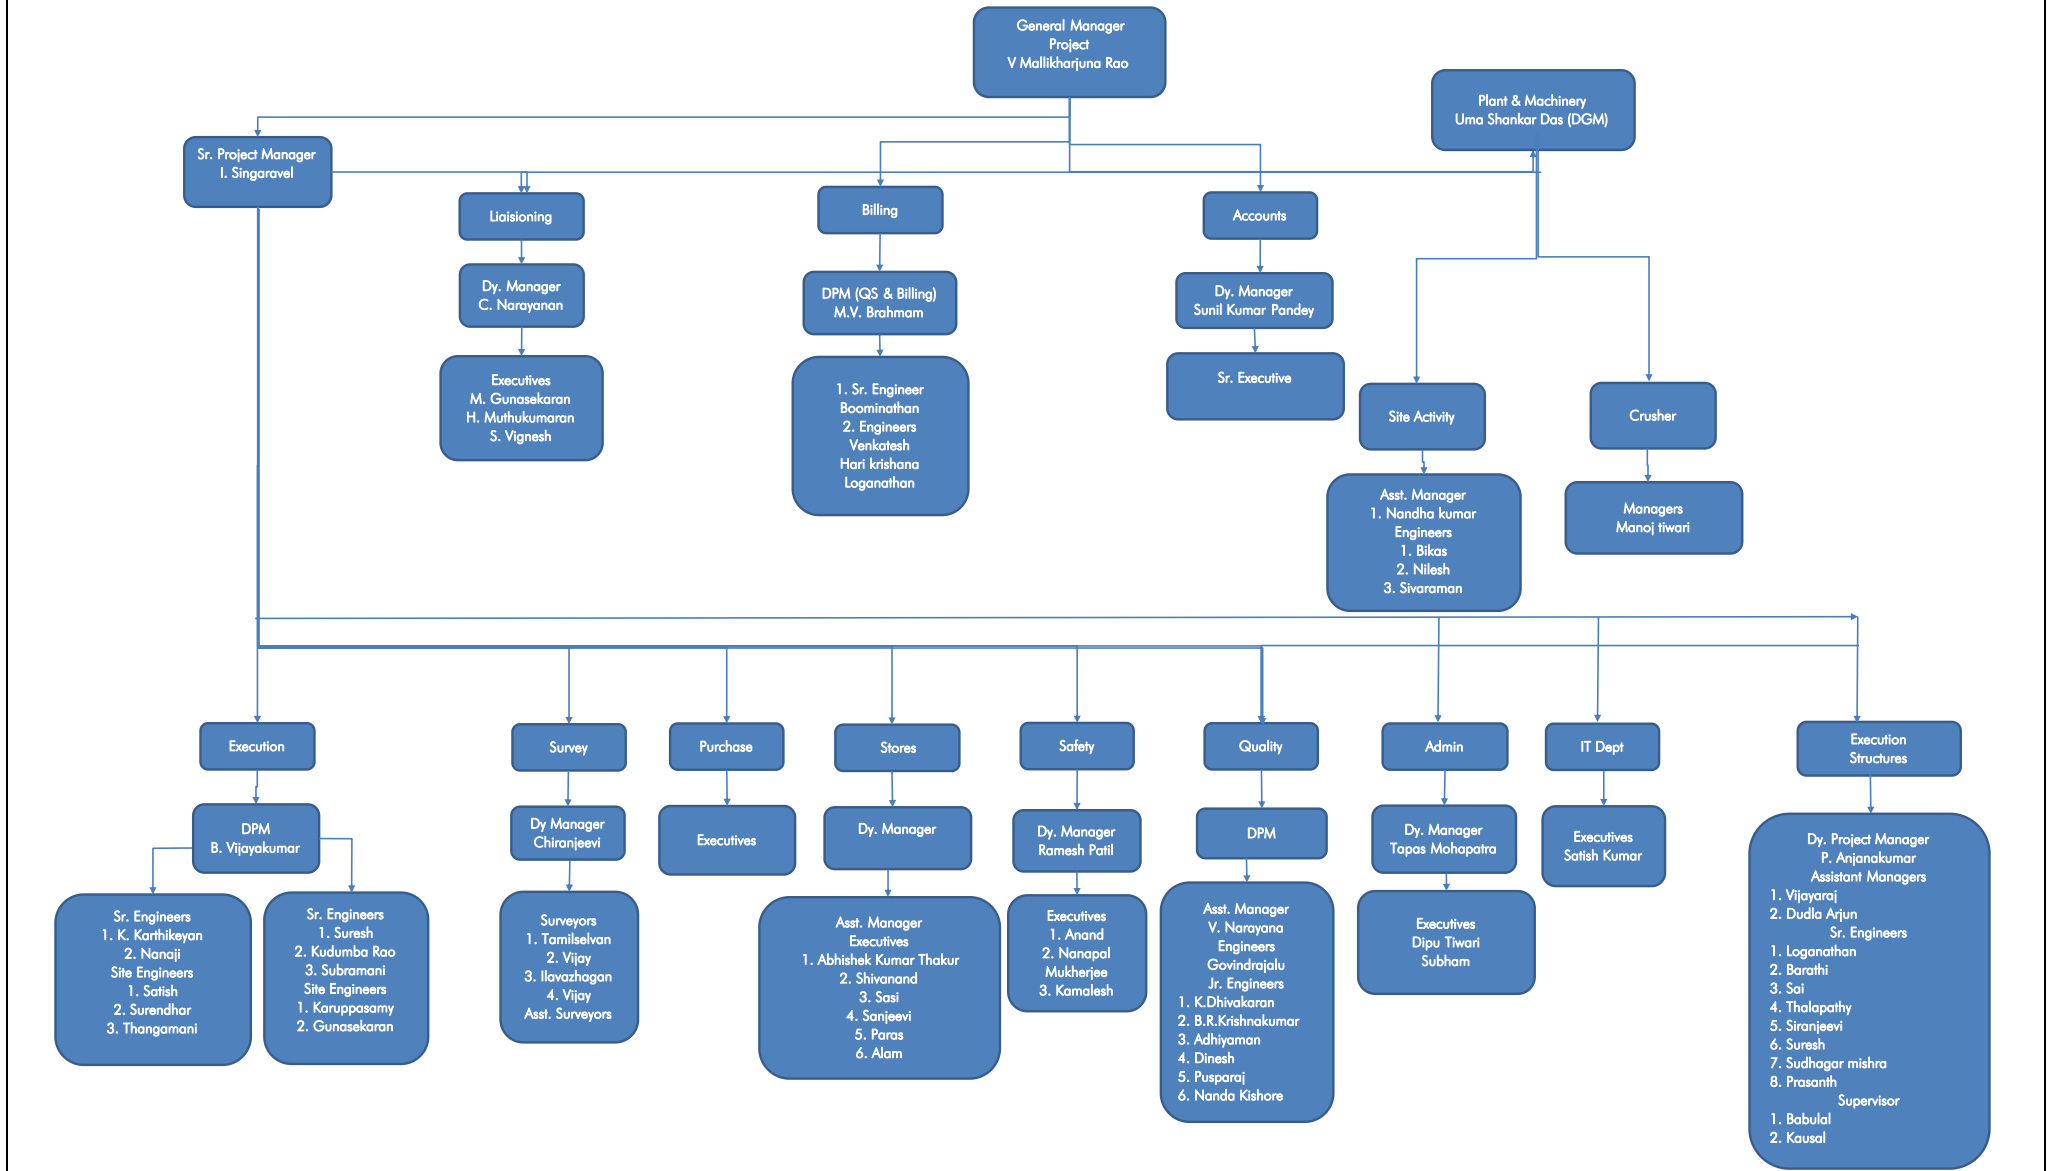 General Manager
Project
V Mallikharjuna Rao
Plant & Machinery
Uma Shankar Das (DGM)
Sr. Project Manager
I. Singaravel
Liaisioning
Billing
Accounts
Dy. Manager
C. Narayanan
DPM (QS & Billing)
M.V. Brahmam
Dy. Manager
Sunil Kumar Pandey
Executives
M. Gunasekaran
H. Muthukumaran
S. Vignesh
1. Sr. Engineer
Boominathan
2. Engineers
Venkatesh
Hari krishana
Loganathan
Sr. Executive
Site Activity
Crusher
Asst. Manager
1. Nandha kumar
Engineers
1. Bikas
2. Nilesh
3. Sivaraman
Managers
Manoj tiwari
Execution
Survey
Purchase
Stores
Safety
Quality
Admin
IT Dept
Execution
Structures
DPM
B. Vijayakumar
Dy Manager
Chiranjeevi
Executives
Dy. Manager
Dy. Manager
Ramesh Patil
DPM
Dy. Manager
Tapas Mohapatra
Executives
Satish Kumar
Sr. Engineers
1. K. Karthikeyan
2. Nanaji
Site Engineers
1. Satish
2. Surendhar
3. Thangamani
Sr. Engineers
1. Suresh
2. Kudumba Rao
3. Subramani
Site Engineers
1. Karuppasamy
2. Gunasekaran
Surveyors
1. Tamilselvan
2. Vijay
3. Ilavazhagan
4. Vijay
Asst. Surveyors
Asst. Manager
Executives
1. Abhishek Kumar Thakur
2. Shivanand
3. Sasi
4. Sanjeevi
5. Paras
6. Alam
Executives
1. Anand
2. Nanapal
Mukherjee
3. Kamalesh
Asst. Manager
V. Narayana
Engineers
Govindrajalu
Jr. Engineers
1. K.Dhivakaran
2. B.R.Krishnakumar
3. Adhiyaman
4. Dinesh
5. Pusparaj
6. Nanda Kishore
Executives
Dipu Tiwari
Subham
Dy. Project Manager
P. Anjanakumar
Assistant Managers
1. Vijayaraj
2. Dudla Arjun
Sr. Engineers
1. Loganathan
2. Barathi
3. Sai
4. Thalapathy
5. Siranjeevi
6. Suresh
7. Sudhagar mishra
8. Prasanth
Supervisor
1. Babulal
2. Kausal